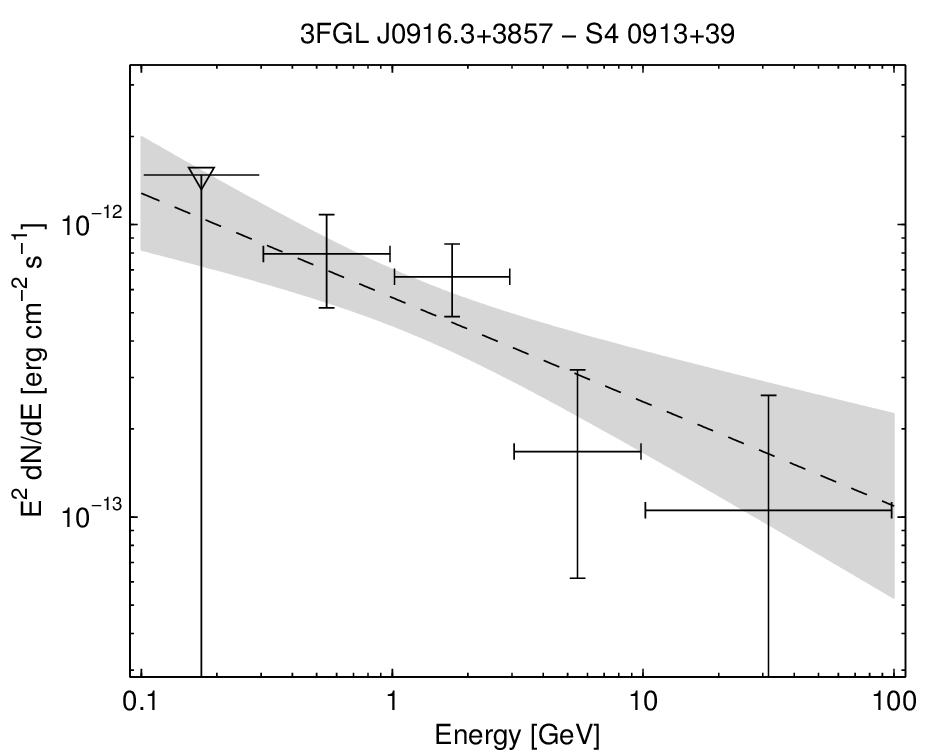 3FGL J0916.3+3857 − S4 0913+39
E² dN/dE [erg cm⁻² s⁻¹]
10⁻¹²
10⁻¹³
0.1 1 10 100
Energy [GeV]